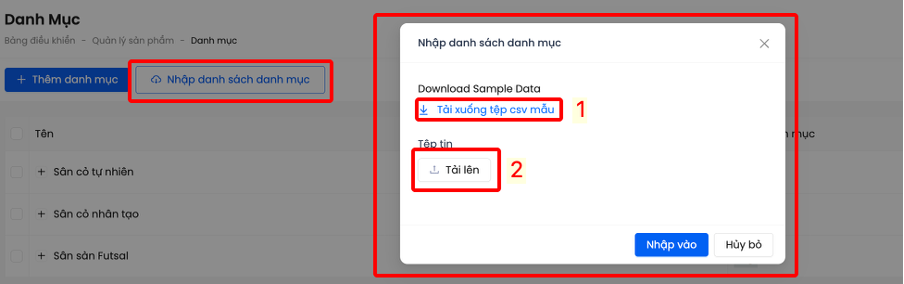 Danh Mục
Bảng điều khiển - Quản lý sản phẩm - Danh mục
+ Thêm danh mục
Nhập danh sách danh mục
Tên
+ Sân cỏ tự nhiên
+ Sân cỏ nhân tạo
+ Sân sàn Futsal
Nhập danh sách danh mục
Download Sample Data
Tải xuống tệp csv mẫu
1
Tệp tin
Tải lên
2
Nhập vào
Hủy bỏ
mục